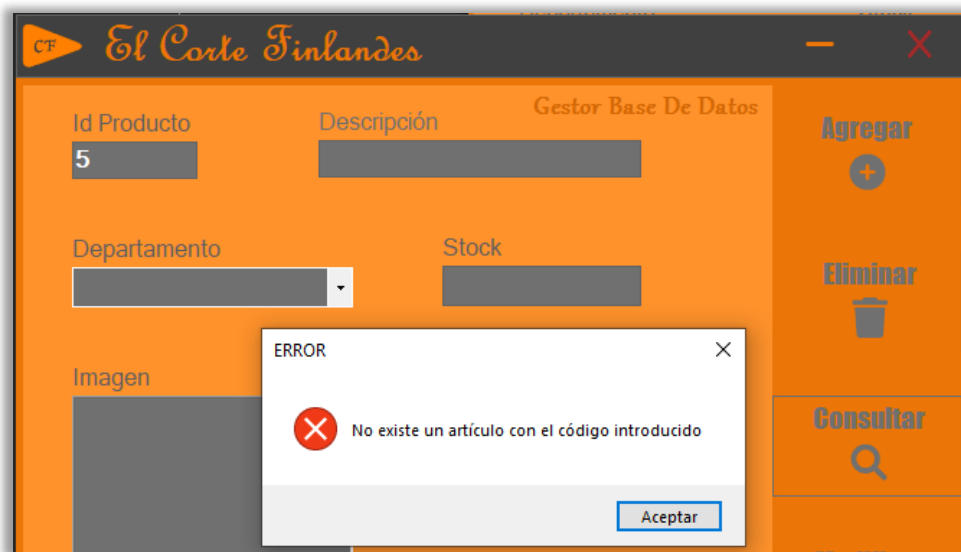 CF El Corte Finlandes
Gestor Base De Datos
Id Producto
Descripción
5
Departamento
Stock
Imagen
ERROR
No existe un artículo con el código introducido
Aceptar
Agregar
Eliminar
Consultar